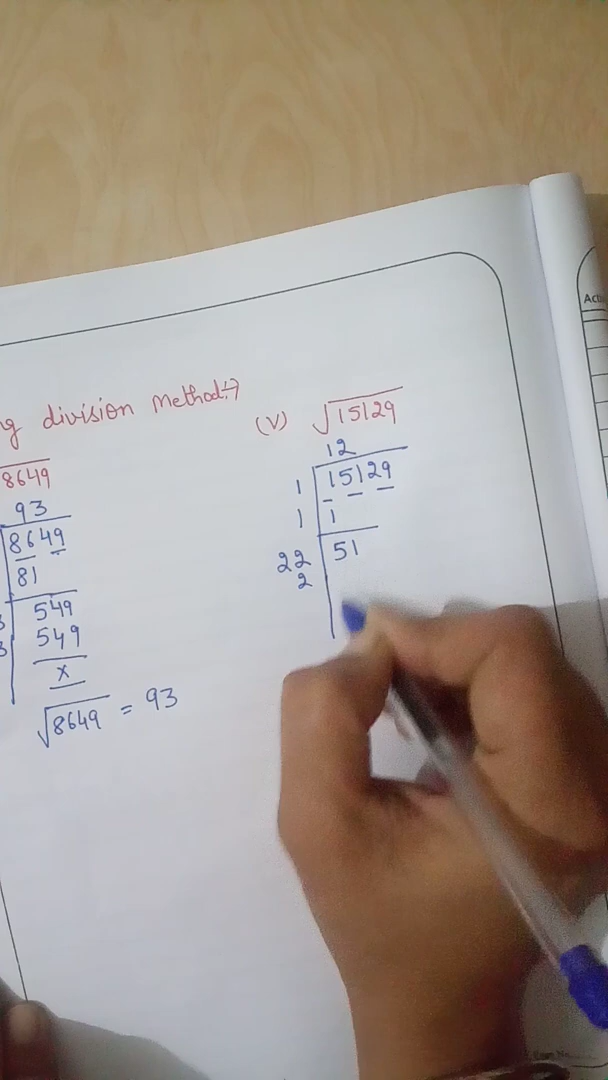 g division Method:-
√8649
93
8649
81
549
549
x
√8649 = 93
(V) √15129
12
1 15129
1 1
22 51
2